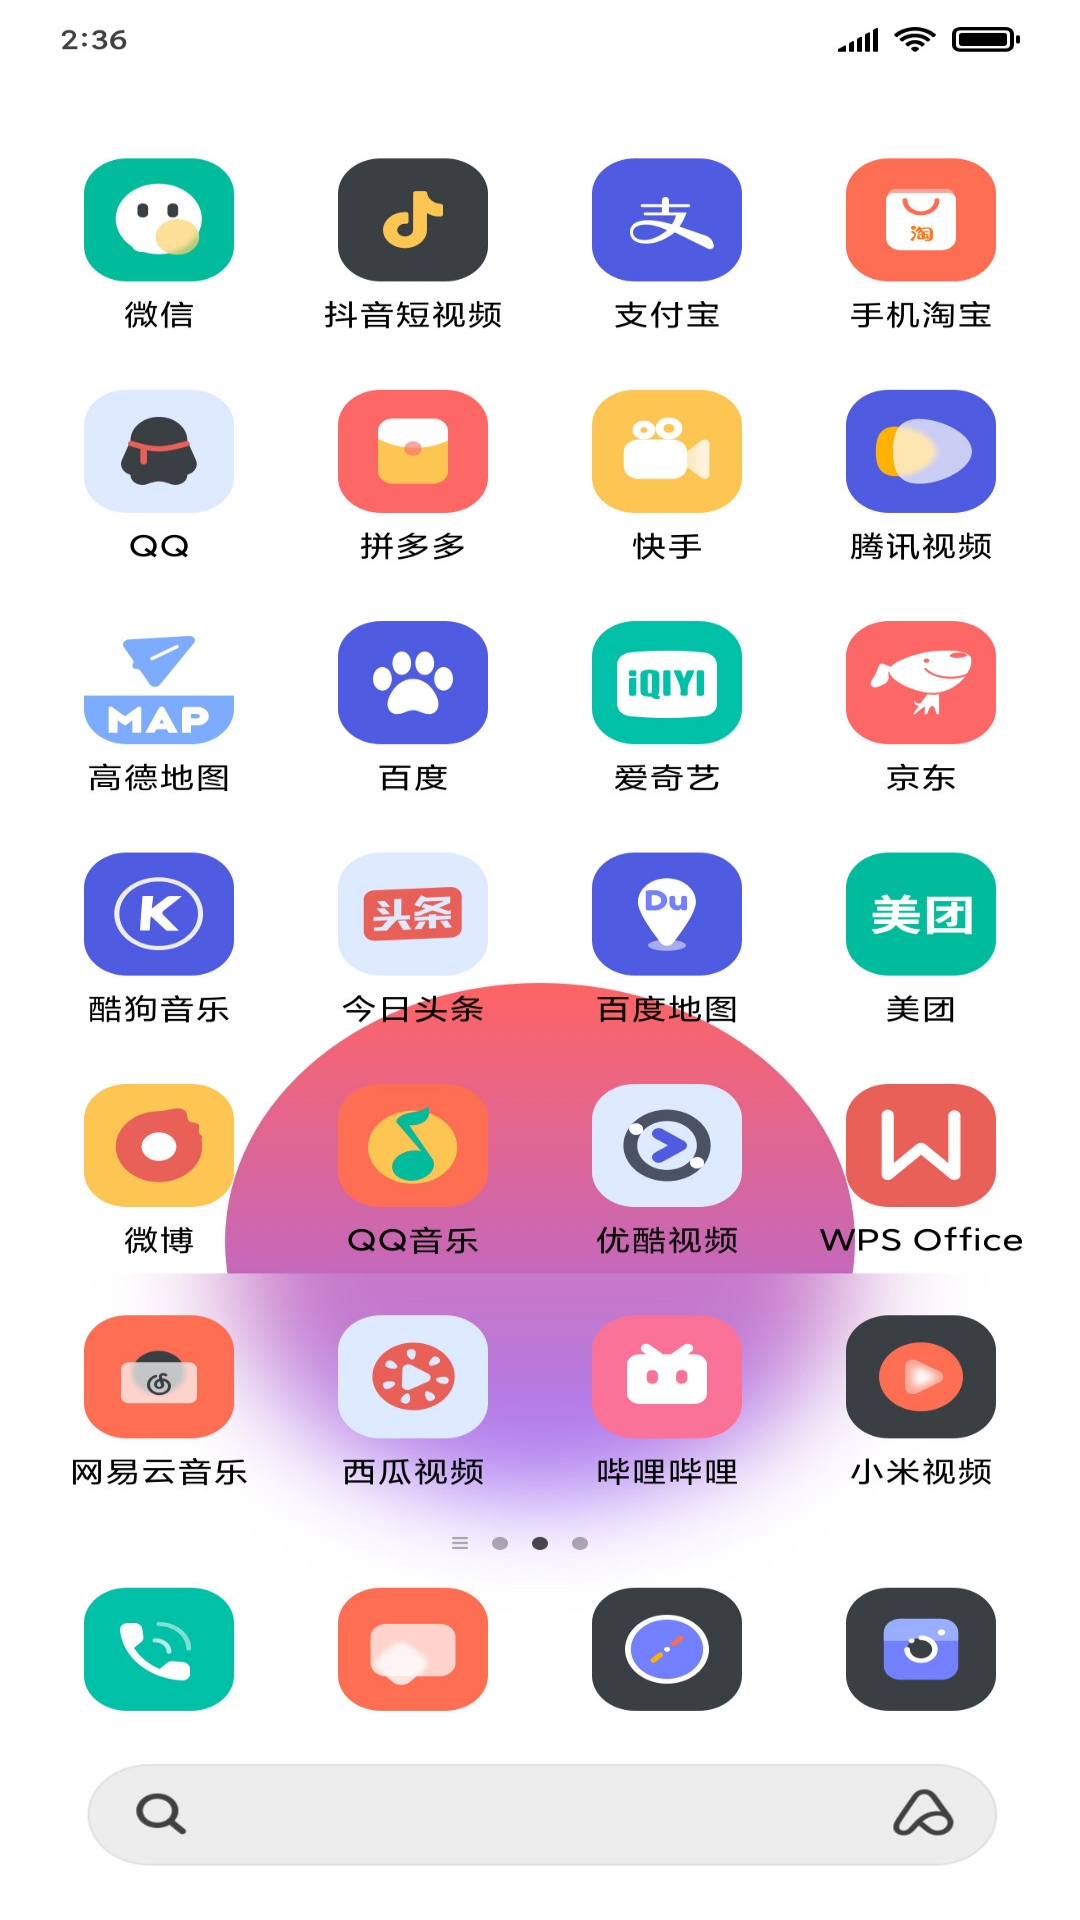 2:36
支
淘
微信 抖音短视频 支付宝 手机淘宝
QQ 拼多多 快手 腾讯视频
MAP iQIYI
高德地图 百度 爱奇艺 京东
K 头条 Du 美团
酷狗音乐 今日头条 百度地图 美团
微博 QQ音乐 优酷视频 WPS Office
网易云音乐 西瓜视频 哔哩哔哩 小米视频